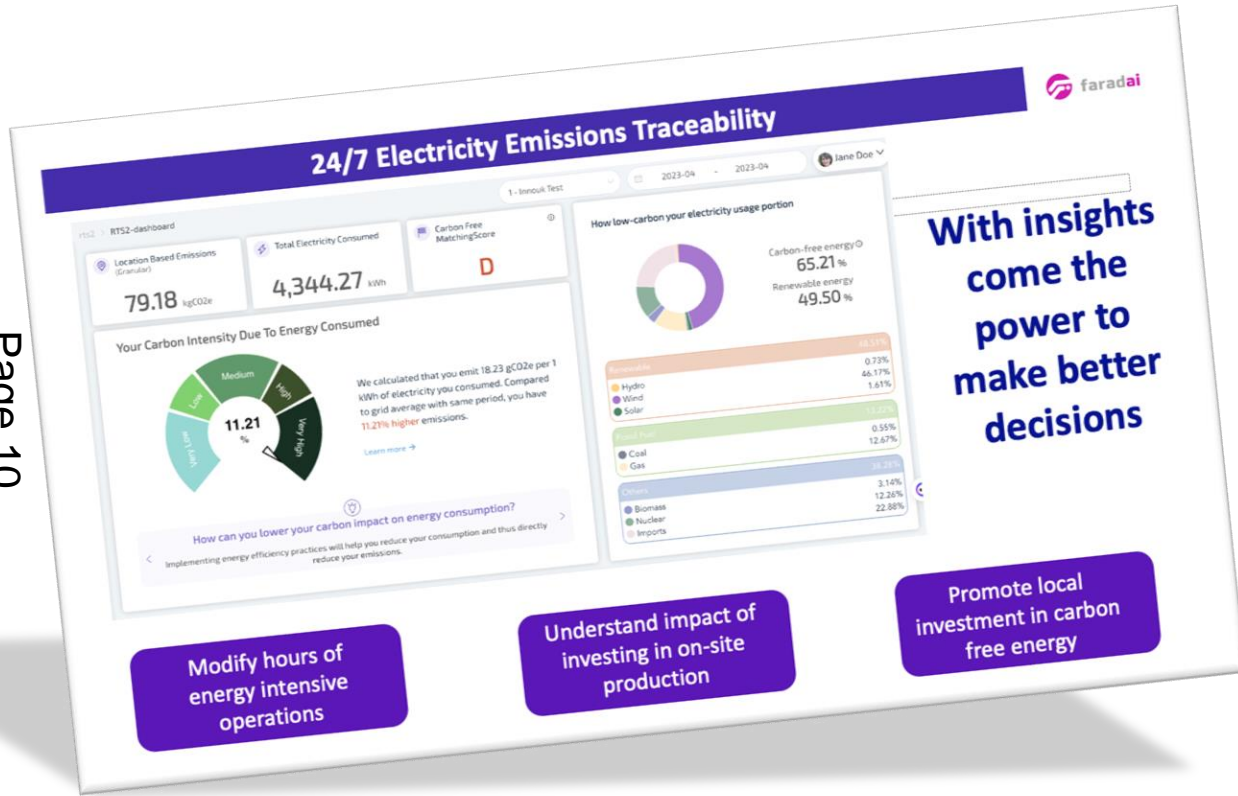 Page 10
faradai
24/7 Electricity Emissions Traceability
rts2 > RTS2-dashboard
1 - Innouk Test
2023-04 - 2023-04
Jane Doe
Location Based Emissions
(Granular)
79.18 kgCO2e
Total Electricity Consumed
4,344.27 kWh
Carbon Free
MatchingScore
D
Your Carbon Intensity Due To Energy Consumed
Very Low
Low
Medium
High
Very High
11.21
%
We calculated that you emit 18.23 gCO2e per 1
kWh of electricity you consumed. Compared
to grid average with same period, you have
11.21% higher emissions.
Learn more →
How can you lower your carbon impact on energy consumption?
Implementing energy efficiency practices will help you reduce your consumption and thus directly
reduce your emissions.
How low-carbon your electricity usage portion
Carbon-free energy
65.21 %
Renewable energy
49.50 %
Renewable
Hydro 0.73%
Wind 46.17%
Solar 1.61%
Fossil Fuel
Coal 0.55%
Gas 12.67%
Others 38.28%
Biomass 3.14%
Nuclear 12.26%
Imports 22.88%
With insights
come the
power to
make better
decisions
Modify hours of
energy intensive
operations
Understand impact of
investing in on-site
production
Promote local
investment in carbon
free energy